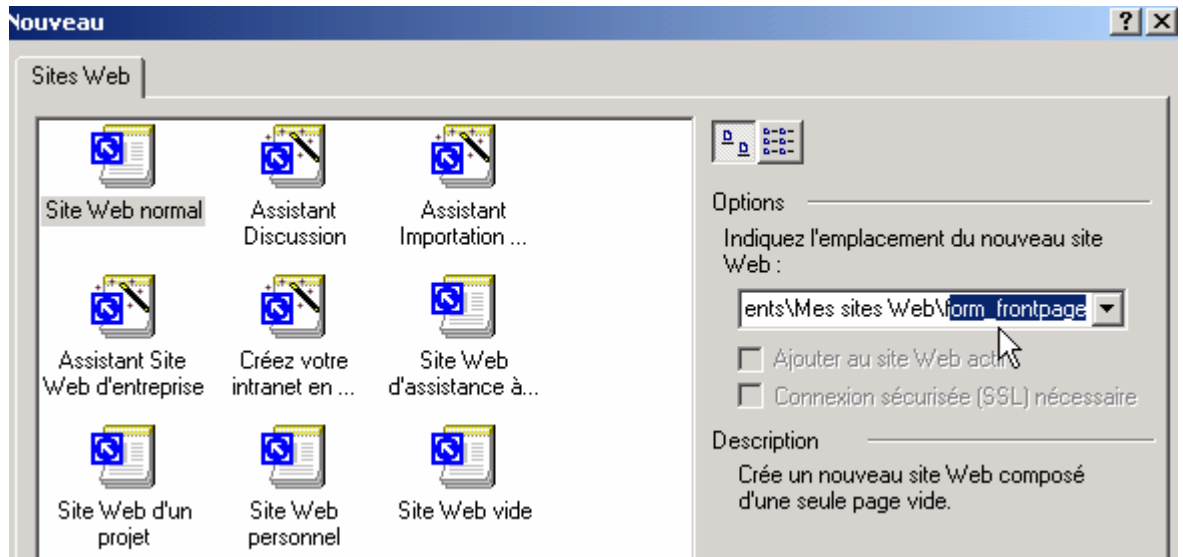 Nouveau
Sites Web
Site Web normal
Assistant
Discussion
Assistant
Importation ...
Assistant Site
Web d'entreprise
Créez votre
intranet en ...
Site Web
d'assistance à...
Site Web d'un
projet
Site Web
personnel
Site Web vide
Options
Indiquez l'emplacement du nouveau site
Web :
ents\Mes sites Web\form_frontpage
Ajouter au site Web actif
Connexion sécurisée (SSL) nécessaire
Description
Crée un nouveau site Web composé
d'une seule page vide.